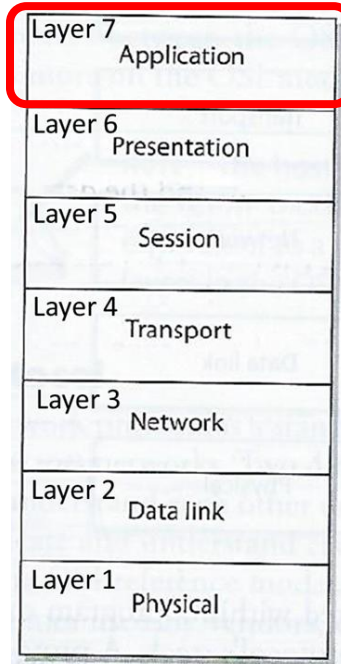 Layer 7
Application
Layer 6
Presentation
Layer 5
Session
Layer 4
Transport
Layer 3
Network
Layer 2
Data link
Layer 1
Physical